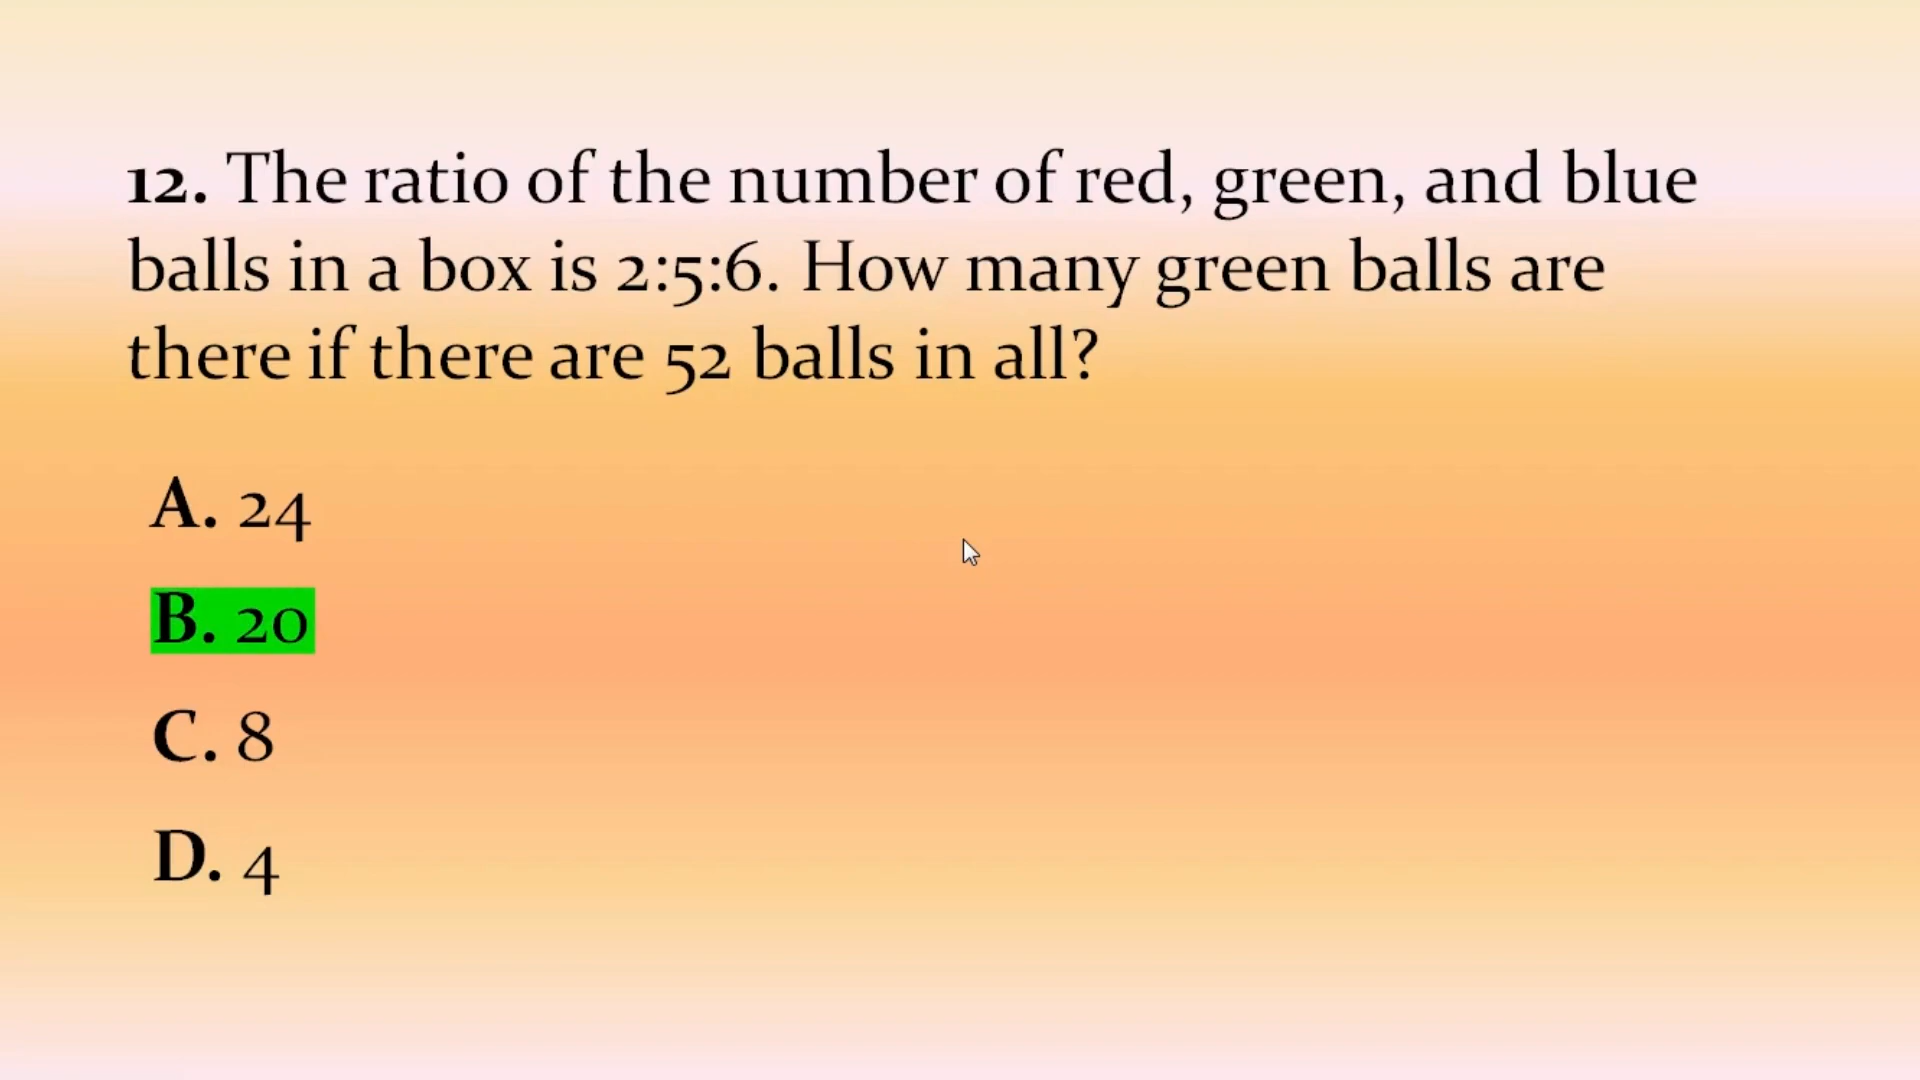 12. The ratio of the number of red, green, and blue
balls in a box is 2:5:6. How many green balls are
there if there are 52 balls in all?
A. 24
B. 20
C. 8
D. 4